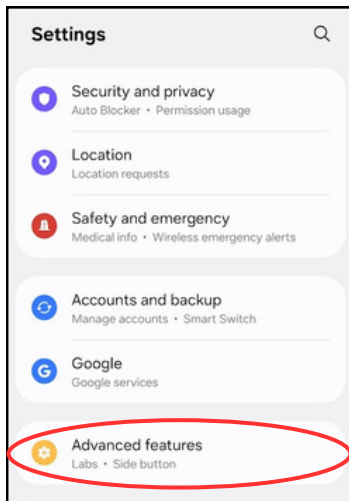 Settings
Security and privacy
Auto Blocker • Permission usage
Location
Location requests
Safety and emergency
Medical info • Wireless emergency alerts
Accounts and backup
Manage accounts • Smart Switch
Google
Google services
Advanced features
Labs • Side button